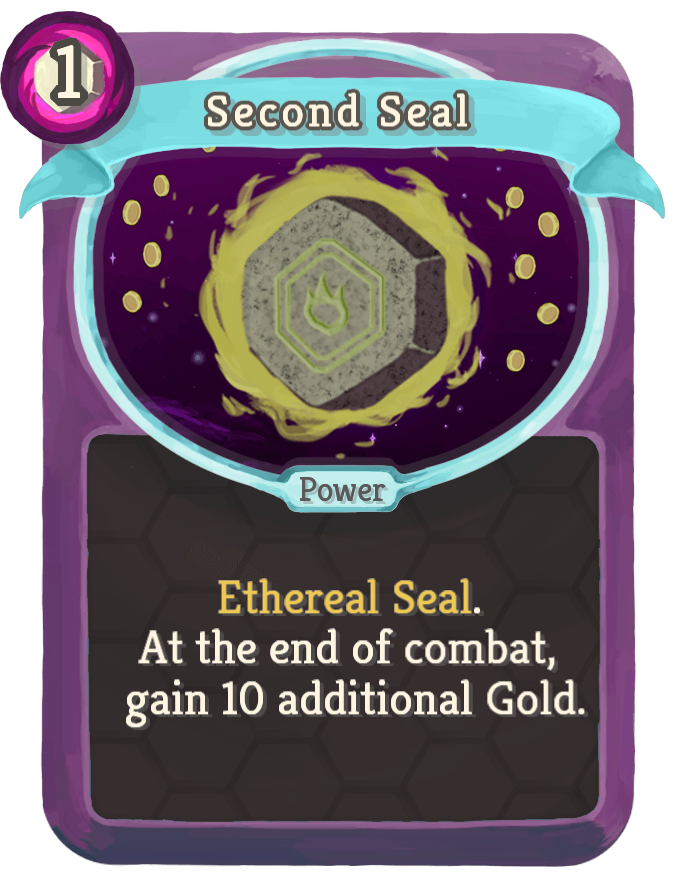 1
Second Seal
Power
Ethereal Seal.
At the end of combat,
gain 10 additional Gold.